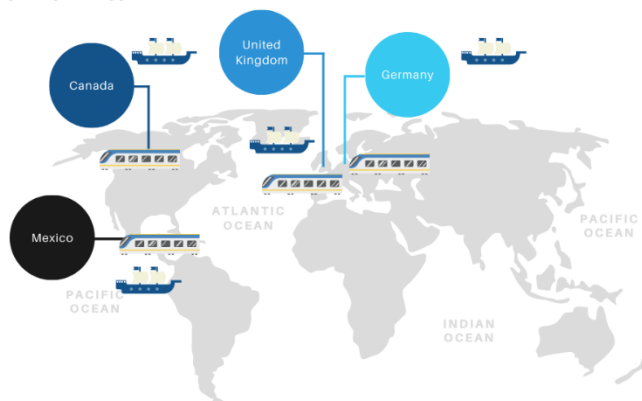 United
Kingdom
Germany
Canada
ATLANTIC
OCEAN
PACIFIC
OCEAN
Mexico
PACIFIC
OCEAN
INDIAN
OCEAN